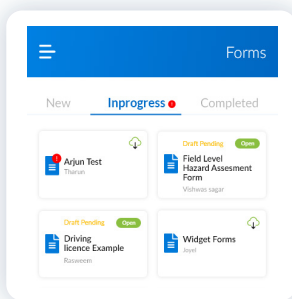 Forms
New Inprogress Completed
Arjun Test
Tharun
Draft Pending Open
Field Level
Hazard Assesment
Form
Vishwas sagar
Draft Pending Open
Driving
licence Example
Rasweem
Widget Forms
Joyel